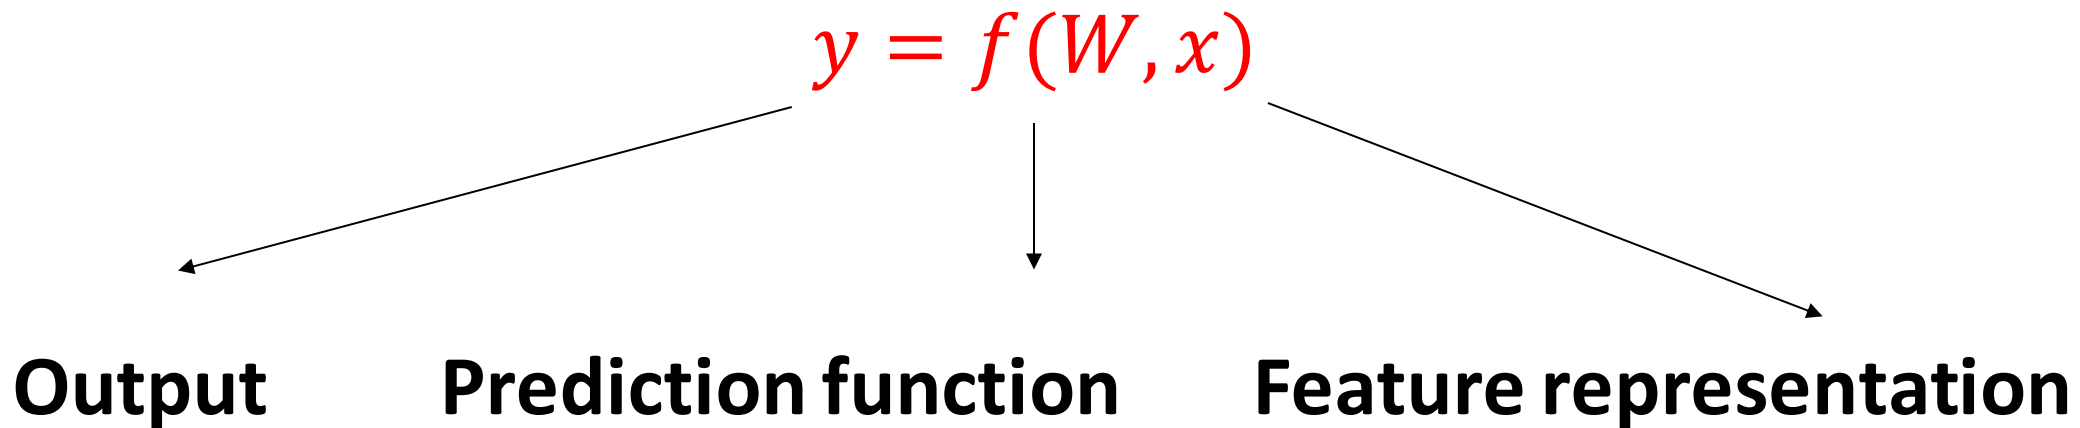 y = f(W, x)
Output Prediction function Feature representation